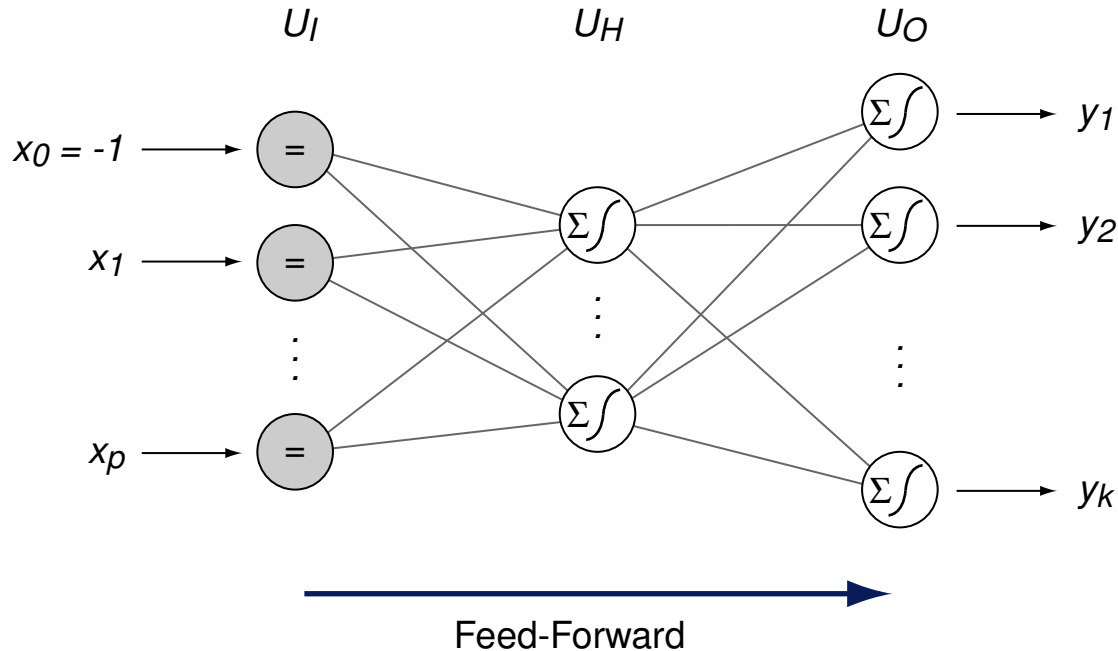 U_I U_H U_O
x_0 = -1 = Σ∫ y_1
x_1 = Σ∫ Σ∫ y_2
⋮ ⋮ ⋮
x_p = Σ∫ Σ∫ y_k
Feed-Forward